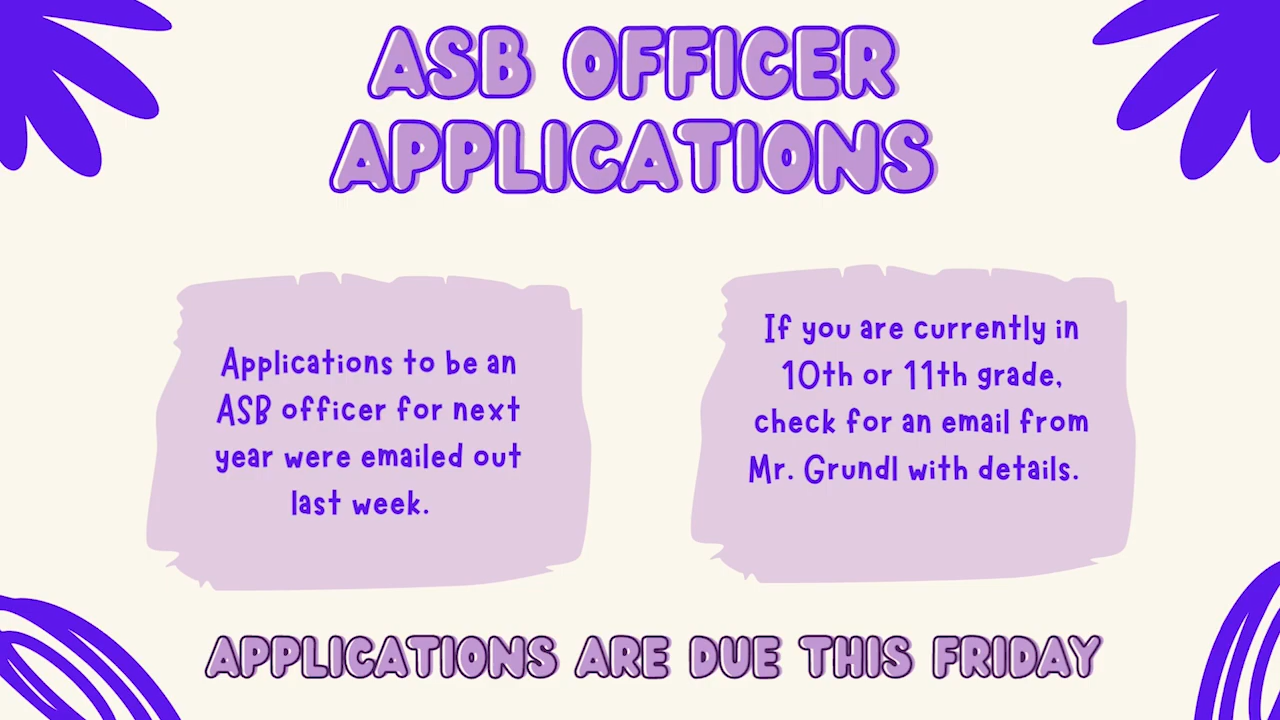 ASB OFFICER
APPLICATIONS
Applications to be an
ASB officer for next
year were emailed out
last week.
If you are currently in
10th or 11th grade,
check for an email from
Mr. Grundl with details.
APPLICATIONS ARE DUE THIS FRIDAY